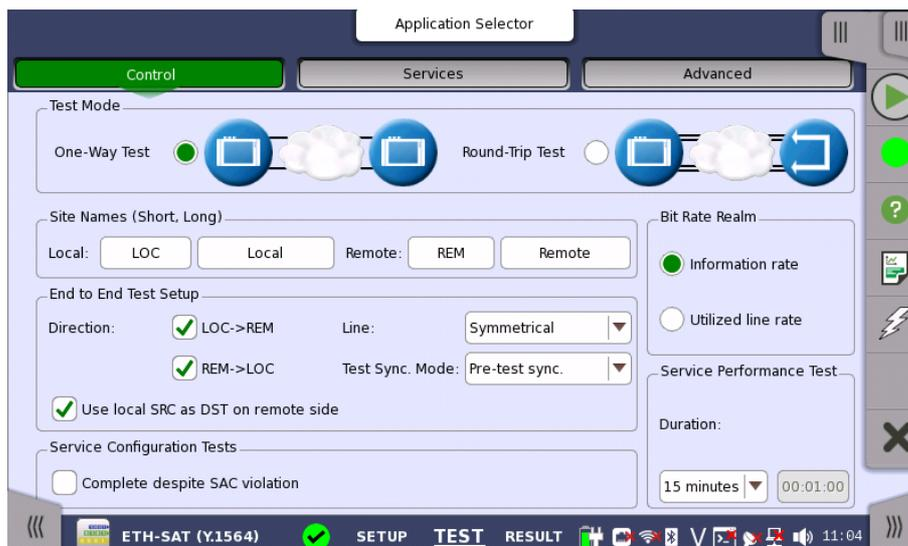 Application Selector
Control Services Advanced
Test Mode
One-Way Test Round-Trip Test
Site Names (Short, Long)
Local: LOC Local Remote: REM Remote
Bit Rate Realm
Information rate
Utilized line rate
End to End Test Setup
Direction: LOC->REM Line: Symmetrical
REM->LOC Test Sync. Mode: Pre-test sync.
Use local SRC as DST on remote side
Service Performance Test
Duration:
15 minutes 00:01:00
Service Configuration Tests
Complete despite SAC violation
ETH-SAT (Y.1564) SETUP TEST RESULT V 11:04